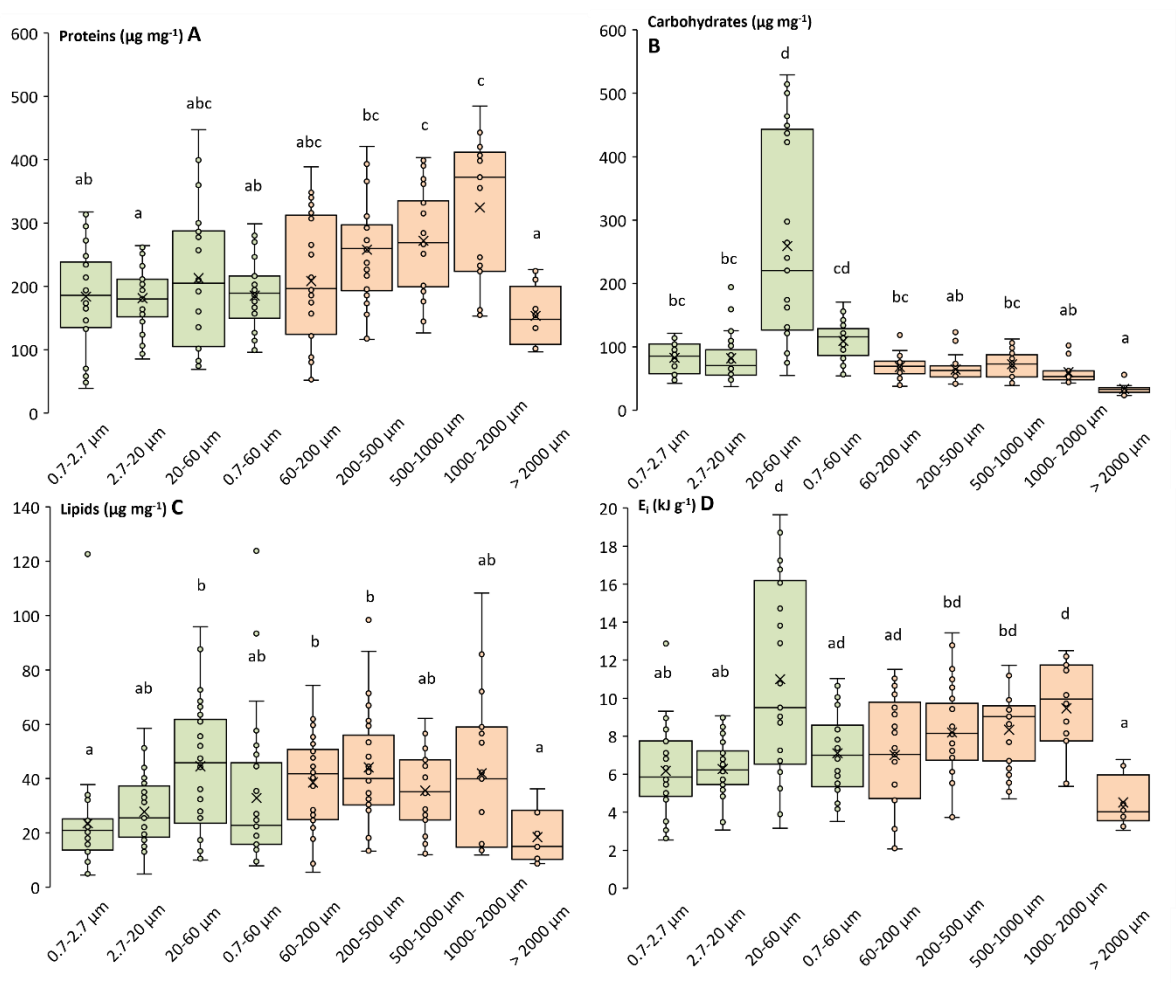 Proteins (µg mg-1) A
600
500
400
300
200
100
0
ab
a
abc
ab
abc
bc
c
c
a
0.7-2.7 µm
2.7-20 µm
20-60 µm
0.7-60 µm
60-200 µm
200-500 µm
500-1000 µm
1000- 2000 µm
> 2000 µm
Carbohydrates (µg mg-1)
B
600
500
400
300
200
100
0
bc
bc
d
cd
bc
ab
bc
ab
a
0.7-2.7 µm
2.7-20 µm
20-60 µm
0.7-60 µm
60-200 µm
200-500 µm
500-1000 µm
1000- 2000 µm
> 2000 µm
Lipids (µg mg-1) C
140
120
100
80
60
40
20
0
a
ab
b
ab
b
b
ab
ab
a
0.7-2.7 µm
2.7-20 µm
20-60 µm
0.7-60 µm
60-200 µm
200-500 µm
500-1000 µm
1000- 2000 µm
> 2000 µm
Ei (kJ g-1) D
20
18
16
14
12
10
8
6
4
2
0
ab
ab
d
ad
ad
bd
bd
d
a
0.7-2.7 µm
2.7-20 µm
20-60 µm
0.7-60 µm
60-200 µm
200-500 µm
500-1000 µm
1000- 2000 µm
> 2000 µm